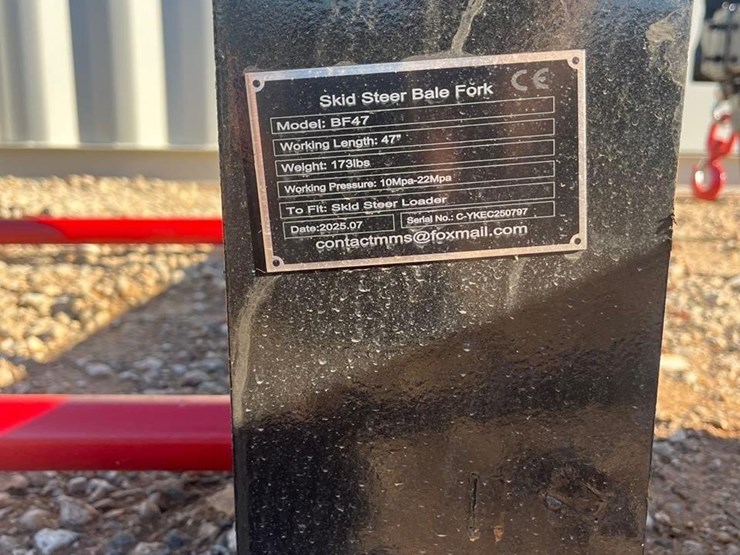 Skid Steer Bale Fork CE
Model: BF47
Working Length: 47"
Weight: 173lbs
Working Pressure: 10Mpa-22Mpa
To Fit: Skid Steer Loader
Date:2025.07 Serial No.: C-YKEC250797
contactmms@foxmail.com